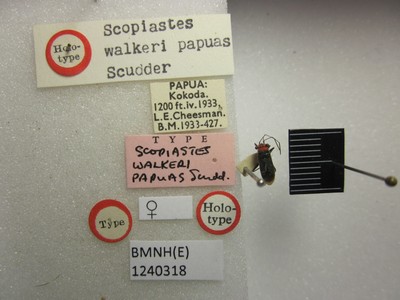 Holo-
type
Scopiastes
walkeri papuas
Scudder
PAPUA:
Kokoda.
1200 ft. iv. 1933.
L.E. Cheesman.
B.M. 1933-427.
TYPE
SCOPIASTES
WALKERI
PAPUAS Scudd.
♀
Type
Holo-
type
BMNH(E)
1240318